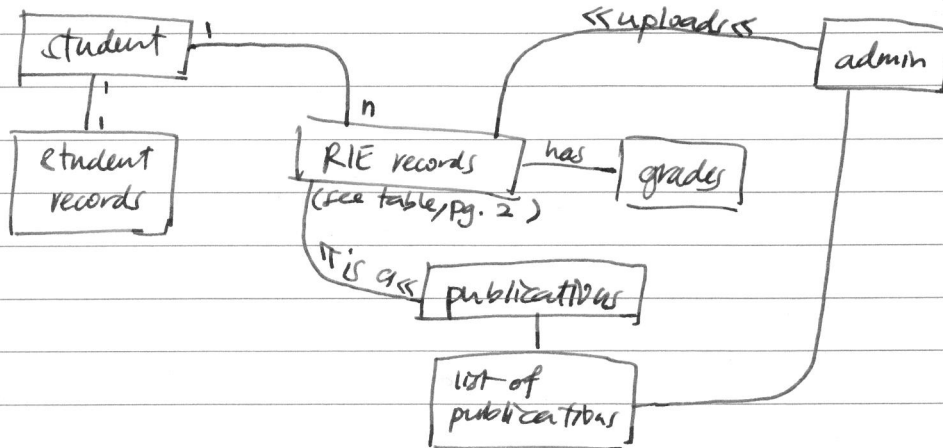 <<uploads<<
student
1
admin
1
n
1
student
records
RIE records
has
grades
(see table, pg. 2)
is a<<
publications
list of
publications